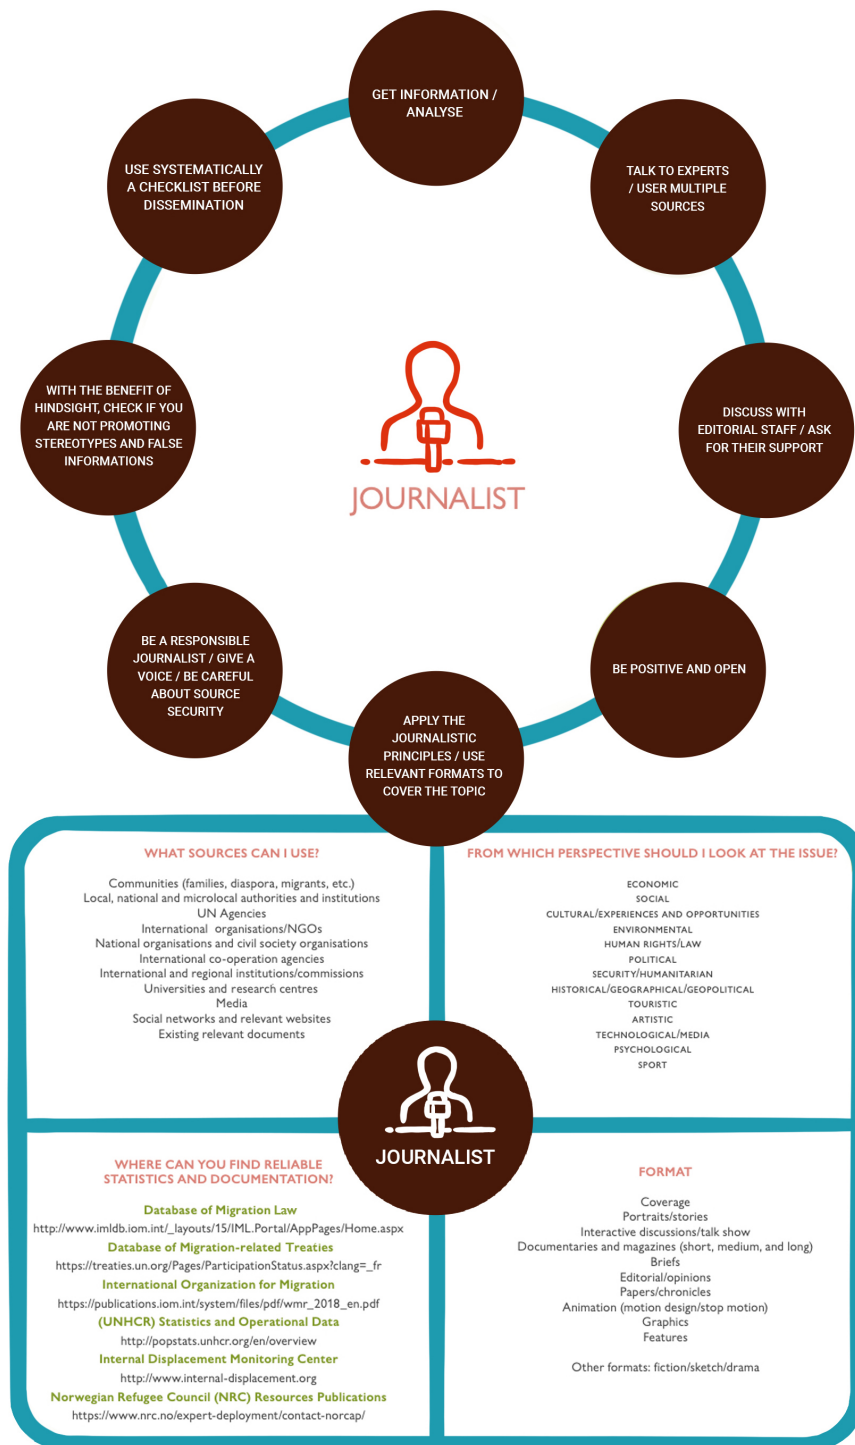 GET INFORMATION /
ANALYSE
TALK TO EXPERTS
/ USER MULTIPLE
SOURCES
DISCUSS WITH
EDITORIAL STAFF / ASK
FOR THEIR SUPPORT
BE POSITIVE AND OPEN
APPLY THE
JOURNALISTIC
PRINCIPLES / USE
RELEVANT FORMATS TO
COVER THE TOPIC
BE A RESPONSIBLE
JOURNALIST / GIVE A
VOICE / BE CAREFUL
ABOUT SOURCE
SECURITY
WITH THE BENEFIT OF
HINDSIGHT, CHECK IF YOU
ARE NOT PROMOTING
STEREOTYPES AND FALSE
INFORMATIONS
USE SYSTEMATICALLY
A CHECKLIST BEFORE
DISSEMINATION
JOURNALIST
WHAT SOURCES CAN I USE?
Communities (families, diaspora, migrants, etc.)
Local, national and microlocal authorities and institutions
UN Agencies
International organisations/NGOs
National organisations and civil society organisations
International co-operation agencies
International and regional institutions/commissions
Universities and research centres
Media
Social networks and relevant websites
Existing relevant documents
FROM WHICH PERSPECTIVE SHOULD I LOOK AT THE ISSUE?
ECONOMIC
SOCIAL
CULTURAL/EXPERIENCES AND OPPORTUNITIES
ENVIRONMENTAL
HUMAN RIGHTS/LAW
POLITICAL
SECURITY/HUMANITARIAN
HISTORICAL/GEOGRAPHICAL/GEOPOLITICAL
TOURISTIC
ARTISTIC
TECHNOLOGICAL/MEDIA
PSYCHOLOGICAL
SPORT
JOURNALIST
WHERE CAN YOU FIND RELIABLE
STATISTICS AND DOCUMENTATION?
Database of Migration Law
http://www.imldb.iom.int/_layouts/15/IML.Portal/AppPages/Home.aspx
Database of Migration-related Treaties
https://treaties.un.org/Pages/ParticipationStatus.aspx?clang=_fr
International Organization for Migration
https://publications.iom.int/system/files/pdf/wmr_2018_en.pdf
(UNHCR) Statistics and Operational Data
http://popstats.unhcr.org/en/overview
Internal Displacement Monitoring Center
http://www.internal-displacement.org
Norwegian Refugee Council (NRC) Resources Publications
https://www.nrc.no/expert-deployment/contact-norcap/
FORMAT
Coverage
Portraits/stories
Interactive discussions/talk show
Documentaries and magazines (short, medium, and long)
Briefs
Editorial/opinions
Papers/chronicles
Animation (motion design/stop motion)
Graphics
Features
Other formats: fiction/sketch/drama